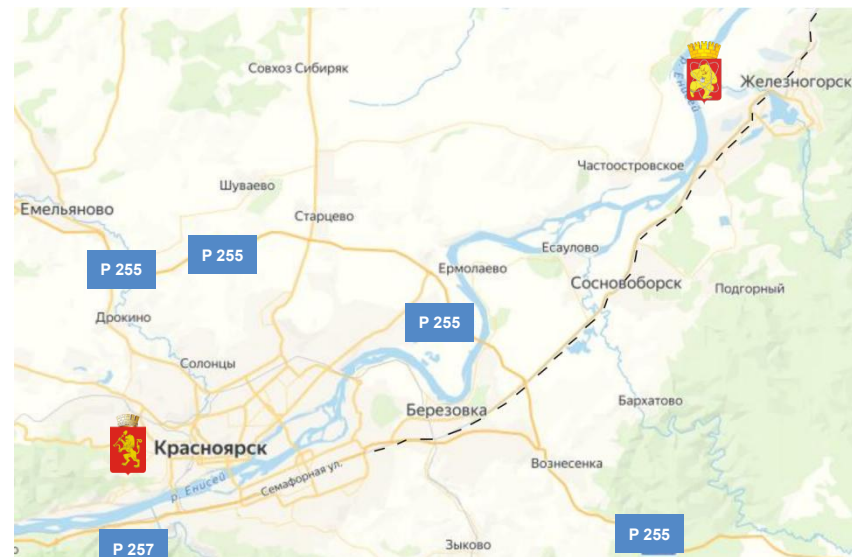 Совхоз Сибиряк
р. Енисей
Железногорск
Частоостровское
Шуваево
Емельяново
Старцево
Есаулово
Р 255
Р 255
Ермолаево
Сосновоборск
Подгорный
Дрокино
Р 255
Солонцы
Березовка
Бархатово
Красноярск
Вознесенка
Семафорная ул.
р. Енисей
Р 257
Зыково
Р 255